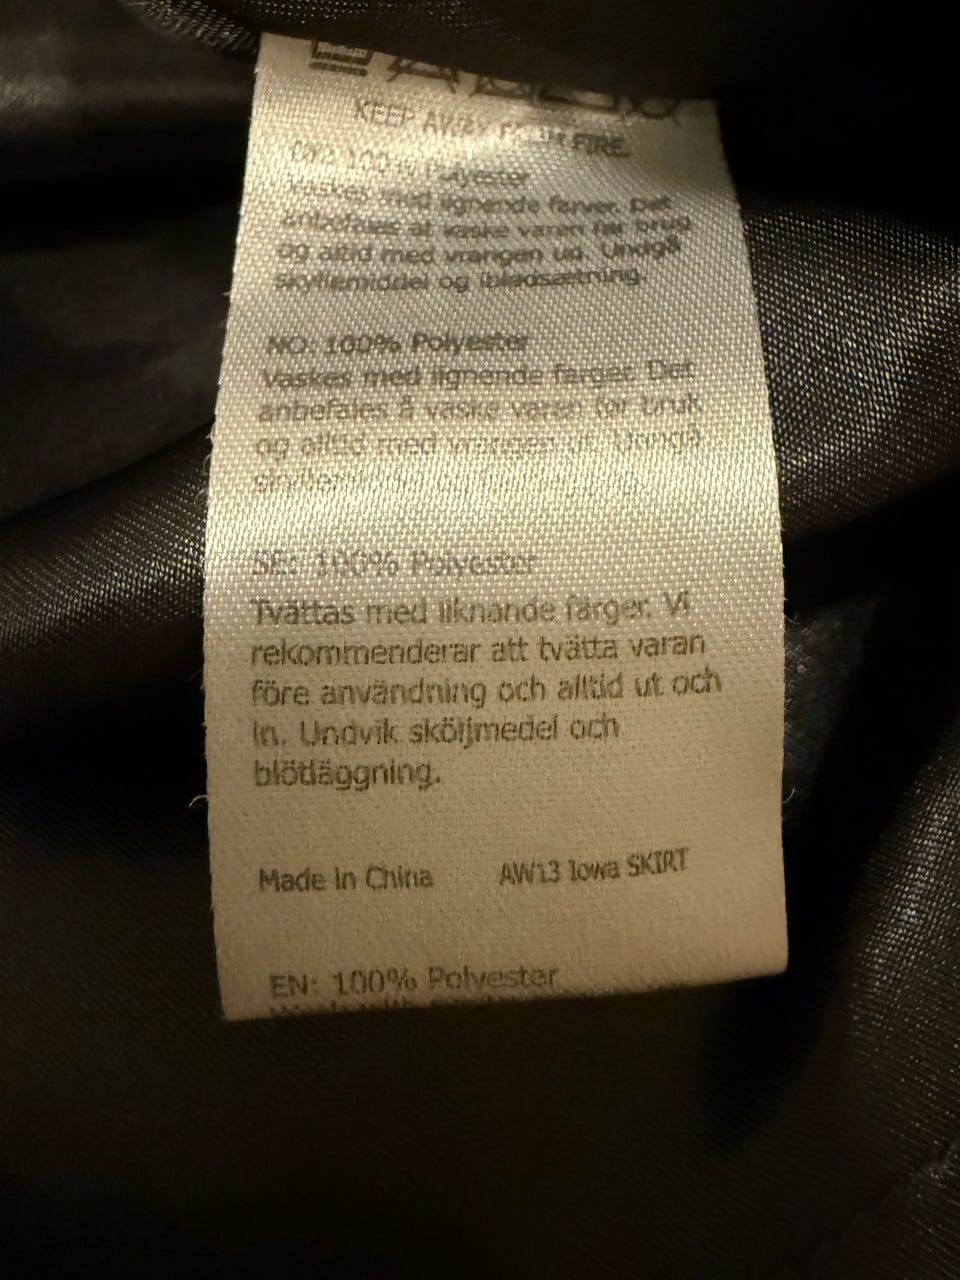 KEEP AWAY FROM FIRE.
100% Polyester
Vaskes med lignende farver. Det
anbefales at vaske varen før brug
og altid med vrangen ud. Undgå
skyllemiddel og iblødsætning.
NO: 100% Polyester
Vaskes med lignende farger. Det
anbefales å vaske varen før bruk
og alltid med vrangen ut. Unngå
SE: 100% Polyester
Tvättas med liknande färger. Vi
rekommenderar att tvätta varan
före användning och alltid ut och
in. Undvik sköljmedel och
blötläggning.
Made in China AW13 Iowa SKIRT
EN: 100% Polyester